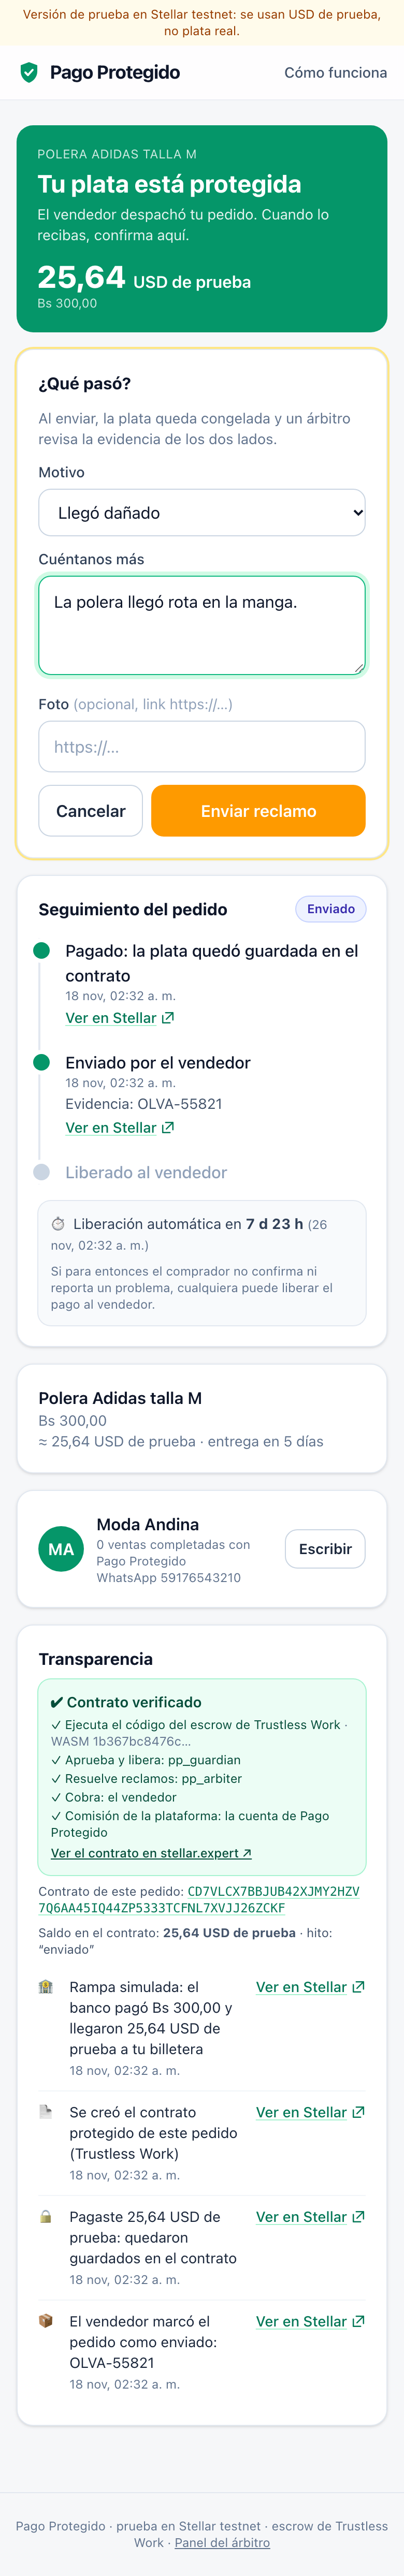 Versión de prueba en Stellar testnet: se usan USD de prueba,
no plata real.
Pago Protegido
Cómo funciona
POLERA ADIDAS TALLA M
Tu plata está protegida
El vendedor despachó tu pedido. Cuando lo
recibas, confirma aquí.
25,64 USD de prueba
Bs 300,00
¿Qué pasó?
Al enviar, la plata queda congelada y un árbitro
revisa la evidencia de los dos lados.
Motivo
Llegó dañado
Cuéntanos más
La polera llegó rota en la manga.
Foto (opcional, link https://...)
https://...
Cancelar
Enviar reclamo
Seguimiento del pedido
Enviado
Pagado: la plata quedó guardada en el
contrato
18 nov, 02:32 a. m.
Ver en Stellar
Enviado por el vendedor
18 nov, 02:32 a. m.
Evidencia: OLVA-55821
Ver en Stellar
Liberado al vendedor
Liberación automática en 7 d 23 h (26
nov, 02:32 a. m.)
Si para entonces el comprador no confirma ni
reporta un problema, cualquiera puede liberar el
pago al vendedor.
Polera Adidas talla M
Bs 300,00
≈ 25,64 USD de prueba · entrega en 5 días
MA
Moda Andina
0 ventas completadas con
Pago Protegido
WhatsApp 59176543210
Escribir
Transparencia
✔ Contrato verificado
✓ Ejecuta el código del escrow de Trustless Work ·
WASM 1b367bc8476c…
✓ Aprueba y libera: pp_guardian
✓ Resuelve reclamos: pp_arbiter
✓ Cobra: el vendedor
✓ Comisión de la plataforma: la cuenta de Pago
Protegido
Ver el contrato en stellar.expert ↗
Contrato de este pedido: CD7VLCX7BBJUB42XJMY2HZV
7Q6AA45IQ44ZP5333TCFNL7XVJJ26ZCKF
Saldo en el contrato: 25,64 USD de prueba · hito:
“enviado”
Rampa simulada: el
banco pagó Bs 300,00 y
llegaron 25,64 USD de
prueba a tu billetera
18 nov, 02:32 a. m.
Ver en Stellar
Se creó el contrato
protegido de este pedido
(Trustless Work)
18 nov, 02:32 a. m.
Ver en Stellar
Pagaste 25,64 USD de
prueba: quedaron
guardados en el contrato
18 nov, 02:32 a. m.
Ver en Stellar
El vendedor marcó el
pedido como enviado:
OLVA-55821
18 nov, 02:32 a. m.
Ver en Stellar
Pago Protegido · prueba en Stellar testnet · escrow de Trustless
Work · Panel del árbitro